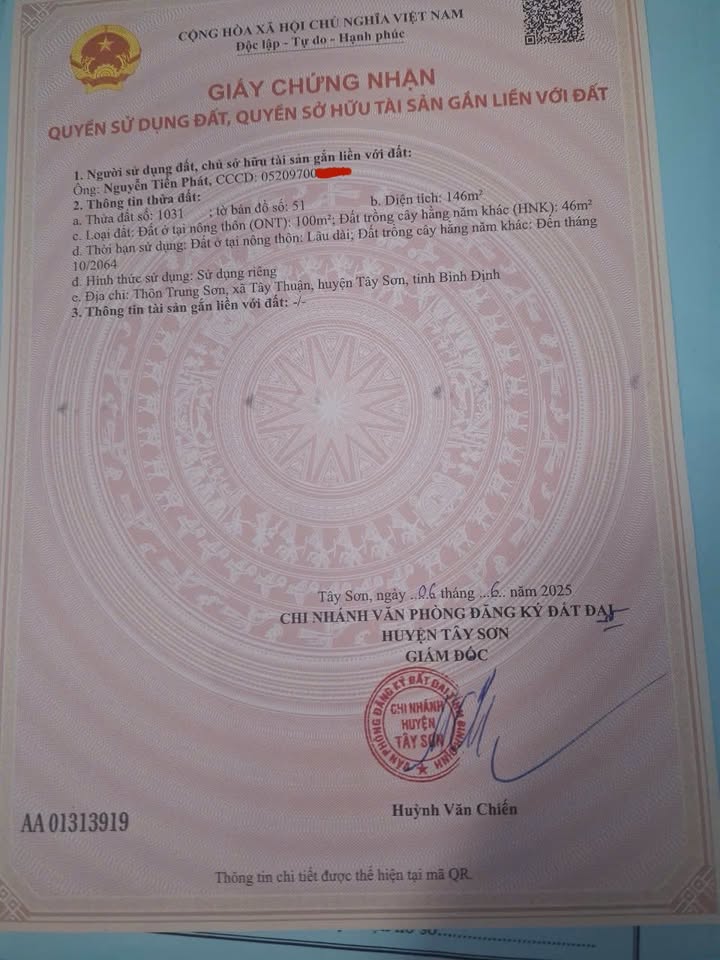 CỘNG HÒA XÃ HỘI CHỦ NGHĨA VIỆT NAM
Độc lập - Tự do - Hạnh phúc
GIẤY CHỨNG NHẬN
QUYỀN SỬ DỤNG ĐẤT, QUYỀN SỞ HỮU TÀI SẢN GẮN LIỀN VỚI ĐẤT
1. Người sử dụng đất, chủ sở hữu tài sản gắn liền với đất:
Ông: Nguyễn Tiến Phát, CCCD: 05209700
2. Thông tin thửa đất:
a. Thửa đất số: 1031 ; tờ bản đồ số: 51 b. Diện tích: 146m²
c. Loại đất: Đất ở tại nông thôn (ONT): 100m²; Đất trồng cây hằng năm khác (HNK): 46m²
d. Thời hạn sử dụng: Đất ở tại nông thôn: Lâu dài; Đất trồng cây hằng năm khác: Đến tháng
10/2064
đ. Hình thức sử dụng: Sử dụng riêng
e. Địa chỉ: Thôn Trung Sơn, xã Tây Thuận, huyện Tây Sơn, tỉnh Bình Định
3. Thông tin tài sản gắn liền với đất: -/-
Tây Sơn, ngày ..06 tháng ...6.. năm 2025
CHI NHÁNH VĂN PHÒNG ĐĂNG KÝ ĐẤT ĐAI
HUYỆN TÂY SƠN
GIÁM ĐỐC
VĂN PHÒNG ĐĂNG KÝ ĐẤT ĐAI TỈNH BÌNH ĐỊNH
CHI NHÁNH
HUYỆN
TÂY SƠN
Huỳnh Văn Chiến
AA 01313919
Thông tin chi tiết được thể hiện tại mã QR.